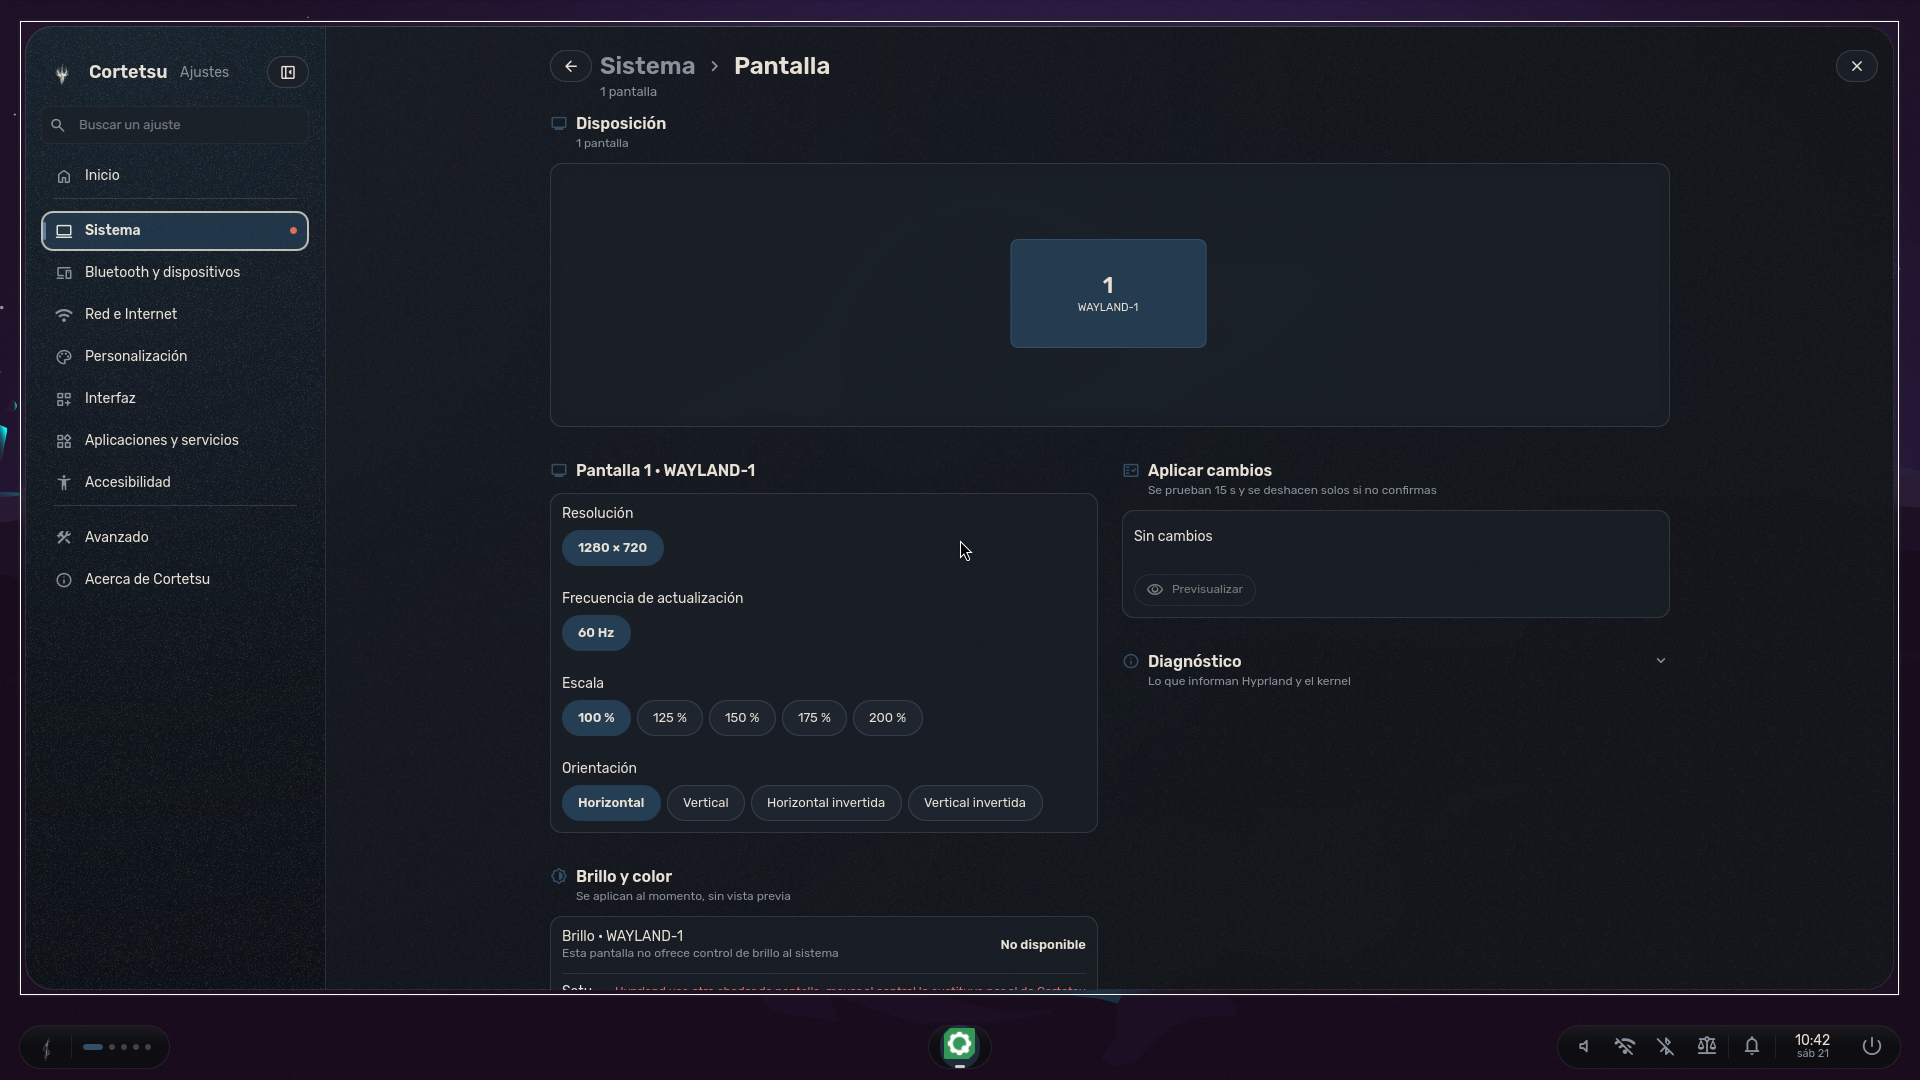 Cortetsu Ajustes
Buscar un ajuste
Inicio
Sistema
Bluetooth y dispositivos
Red e Internet
Personalización
Interfaz
Aplicaciones y servicios
Accesibilidad
Avanzado
Acerca de Cortetsu
Sistema › Pantalla
1 pantalla
Disposición
1 pantalla
1
WAYLAND-1
Pantalla 1 • WAYLAND-1
Resolución
1280 × 720
Frecuencia de actualización
60 Hz
Escala
100 % 125 % 150 % 175 % 200 %
Orientación
Horizontal Vertical Horizontal invertida Vertical invertida
Aplicar cambios
Se prueban 15 s y se deshacen solos si no confirmas
Sin cambios
Previsualizar
Diagnóstico
Lo que informan Hyprland y el kernel
Brillo y color
Se aplican al momento, sin vista previa
Brillo • WAYLAND-1
Esta pantalla no ofrece control de brillo al sistema
No disponible
10:42
sáb 21